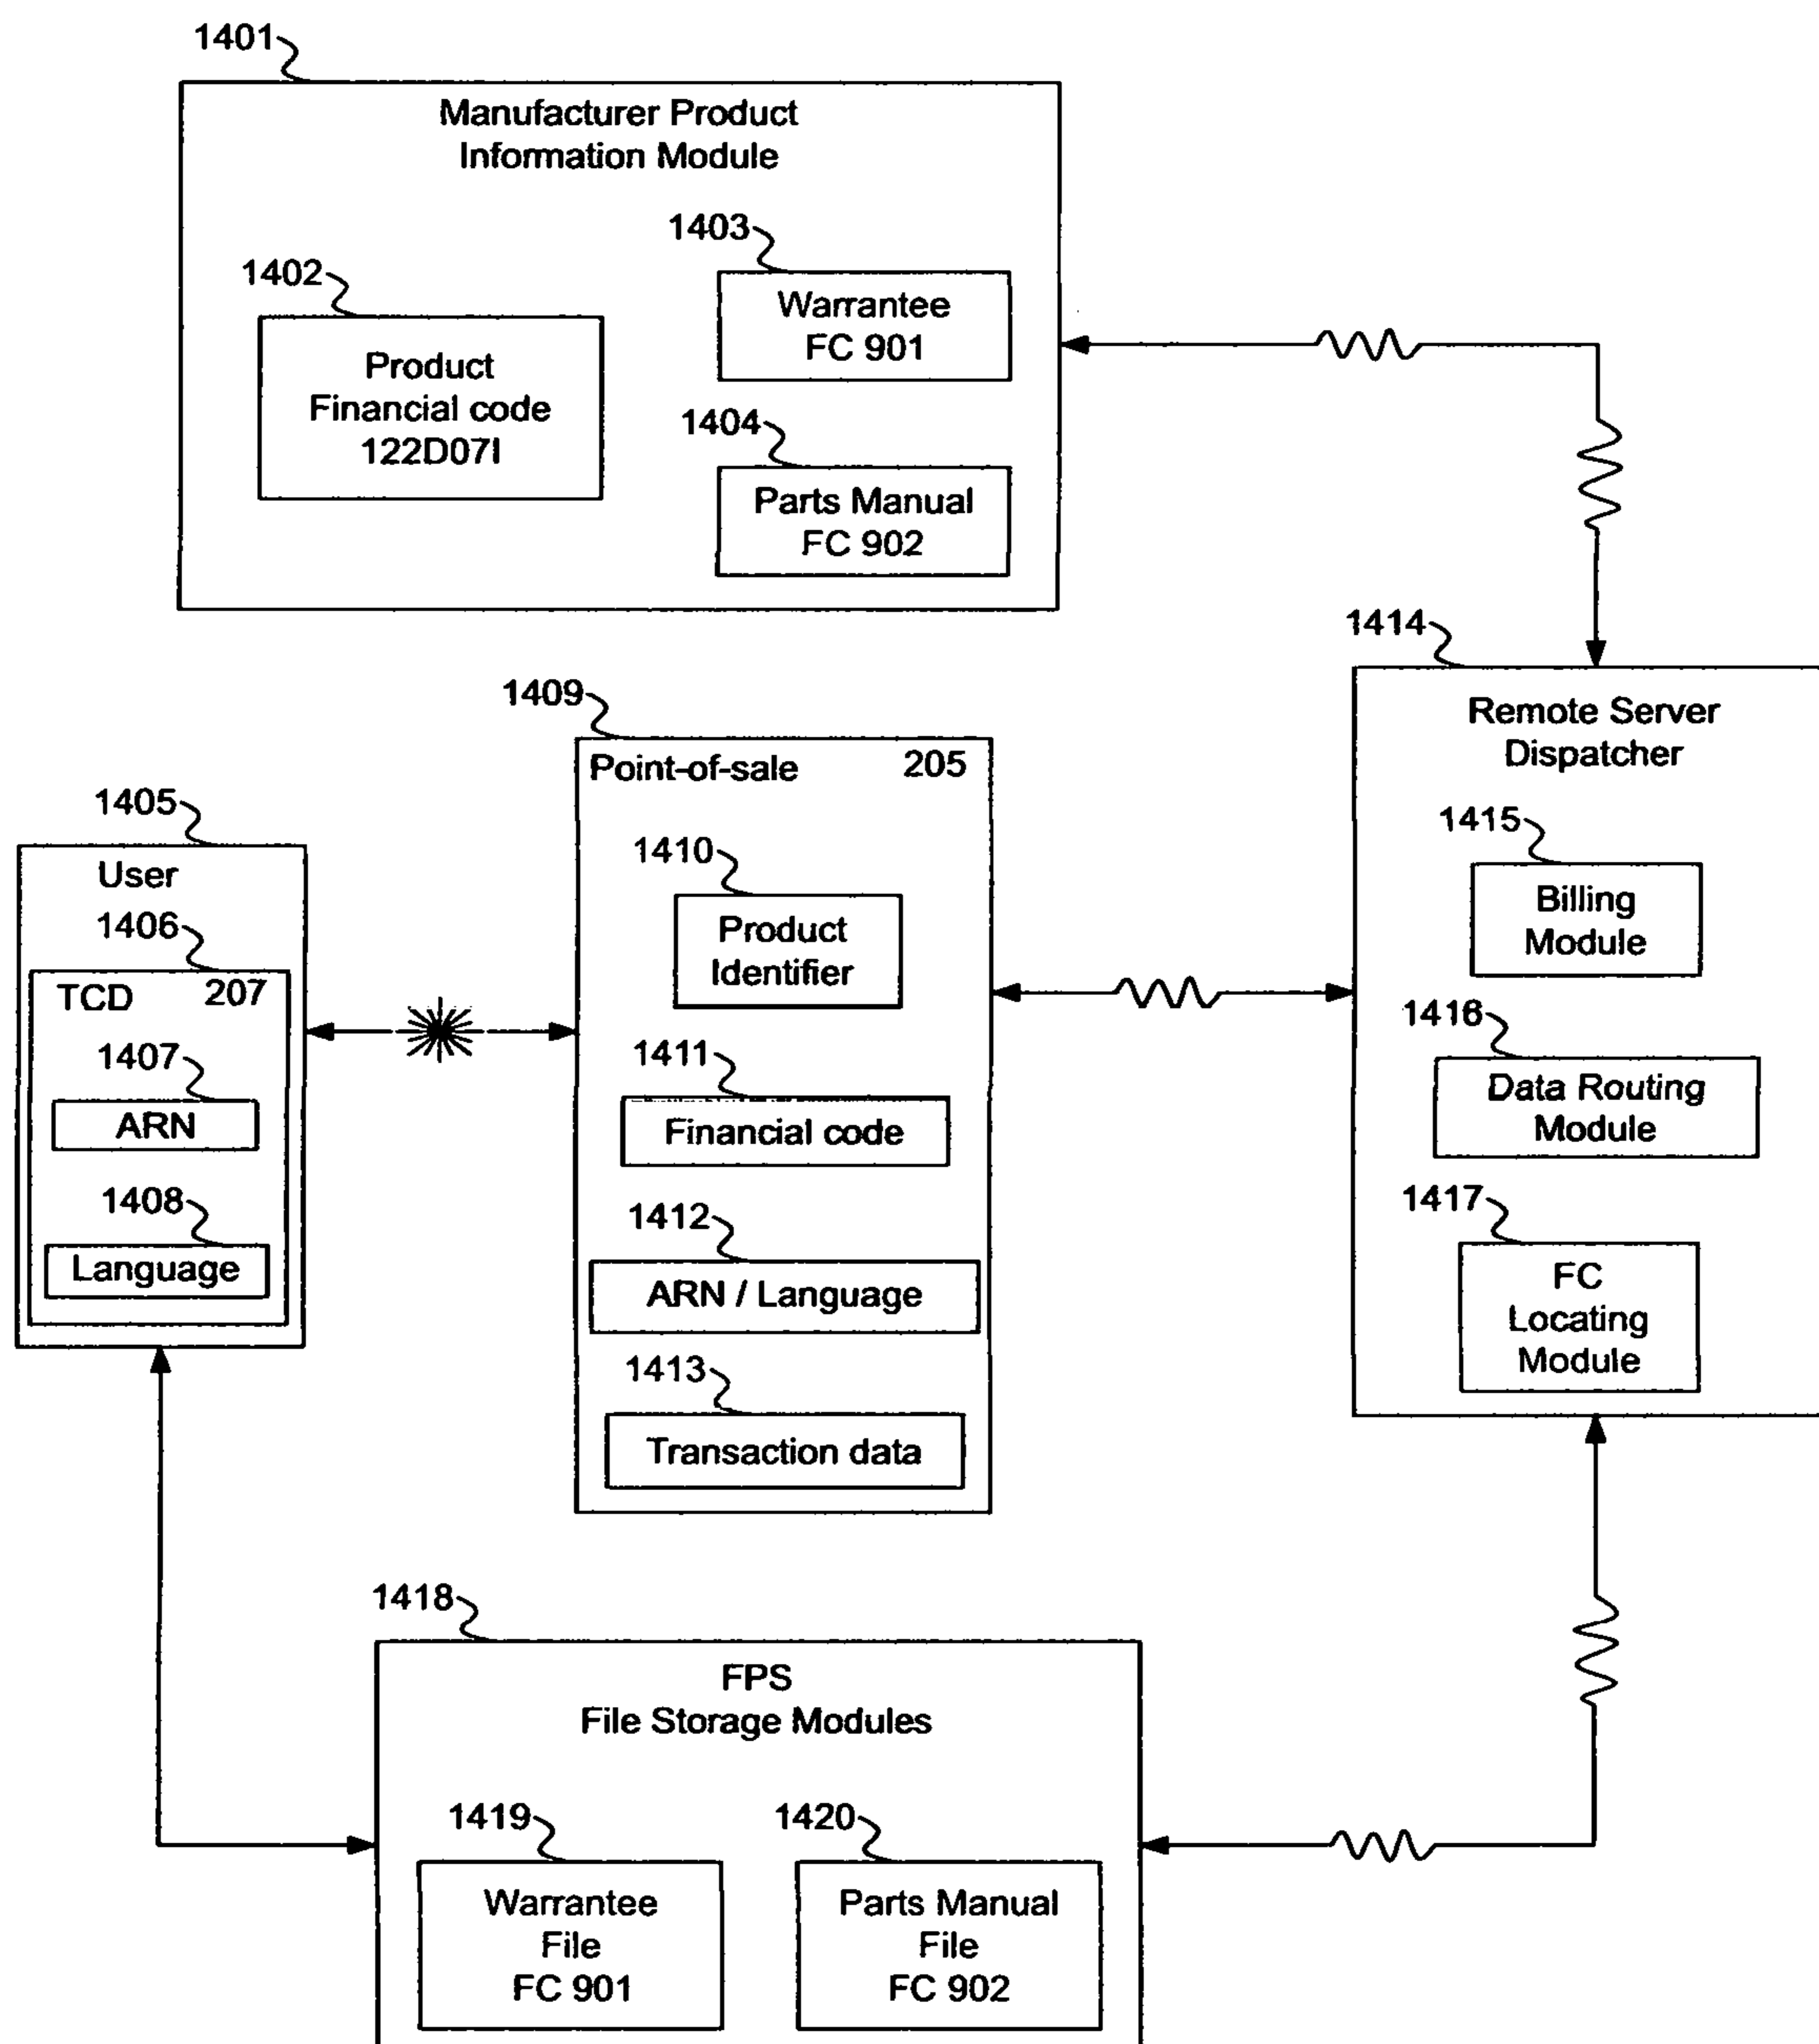 1401
Manufacturer Product
Information Module
1402
Product
Financial code
122D07I
1403
Warrantee
FC 901
1404
Parts Manual
FC 902
1405
User
1406
TCD 207
1407
ARN
1408
Language
1409
Point-of-sale 205
1410
Product
Identifier
1411
Financial code
1412
ARN / Language
1413
Transaction data
1414
Remote Server
Dispatcher
1415
Billing
Module
1416
Data Routing
Module
1417
FC
Locating
Module
1418
FPS
File Storage Modules
1419
Warrantee
File
FC 901
1420
Parts Manual
File
FC 902